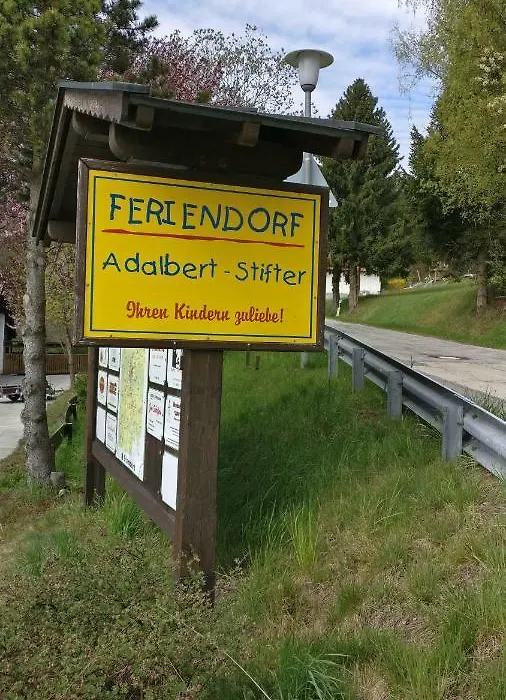 FERIENDORF
Adalbert - Stifter
Ihren Kindern zuliebe!